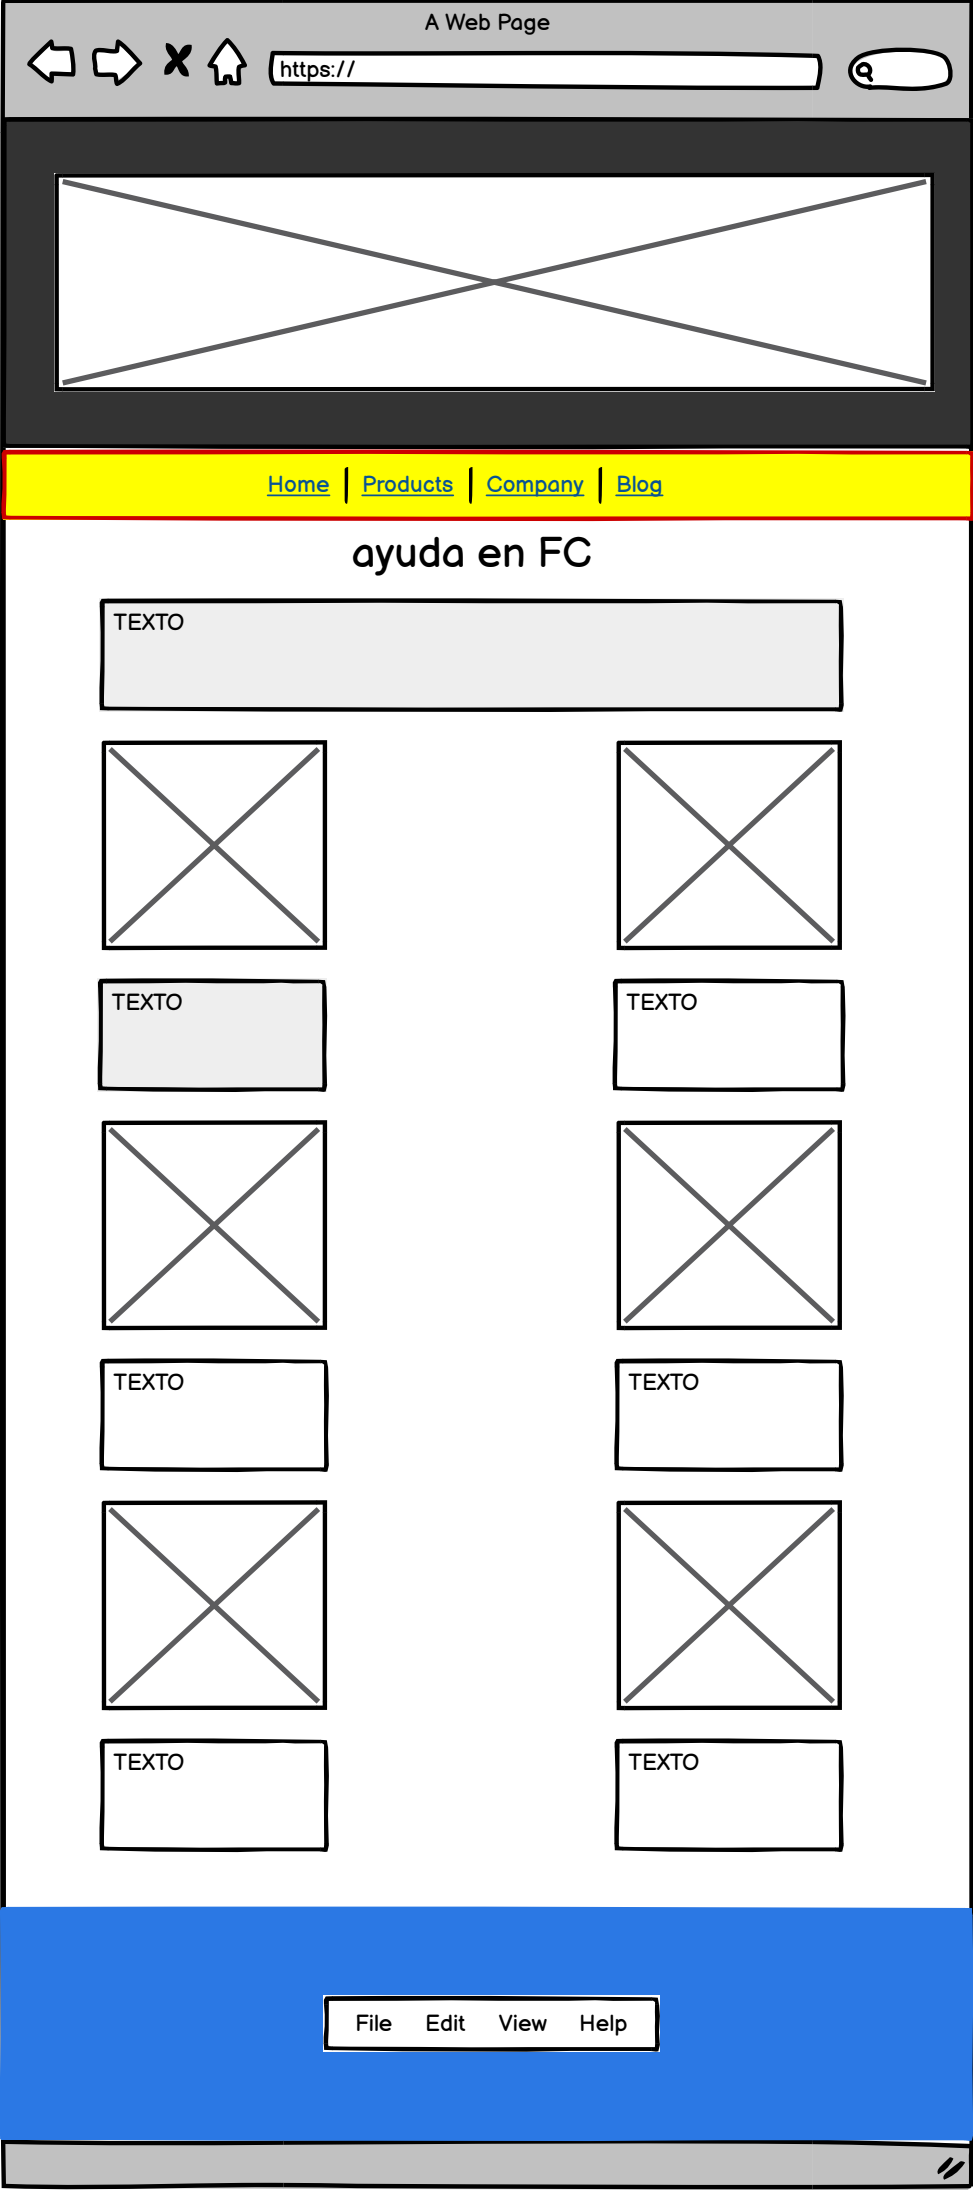 A Web Page
https://
Home | Products | Company | Blog
ayuda en FC
TEXTO
TEXTO
TEXTO
TEXTO
TEXTO
TEXTO
TEXTO
File Edit View Help